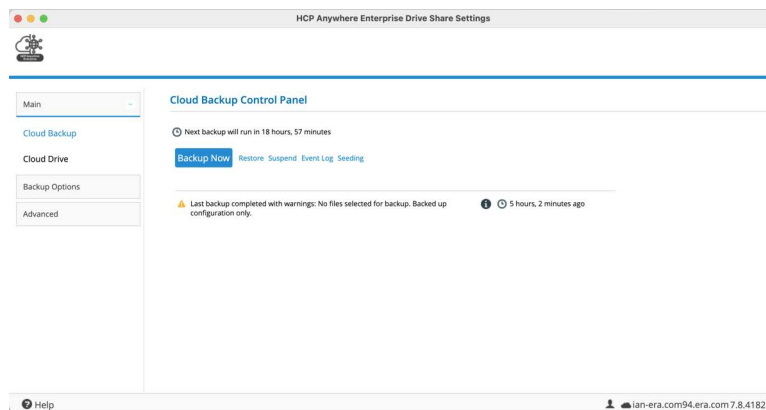 HCP Anywhere Enterprise Drive Share Settings
Main
Cloud Backup
Cloud Drive
Backup Options
Advanced
Cloud Backup Control Panel
Next backup will run in 18 hours, 57 minutes
Backup Now Restore Suspend Event Log Seeding
Last backup completed with warnings: No files selected for backup. Backed up 5 hours, 2 minutes ago
configuration only.
Help
ian-era.com94.era.com 7.8.4182